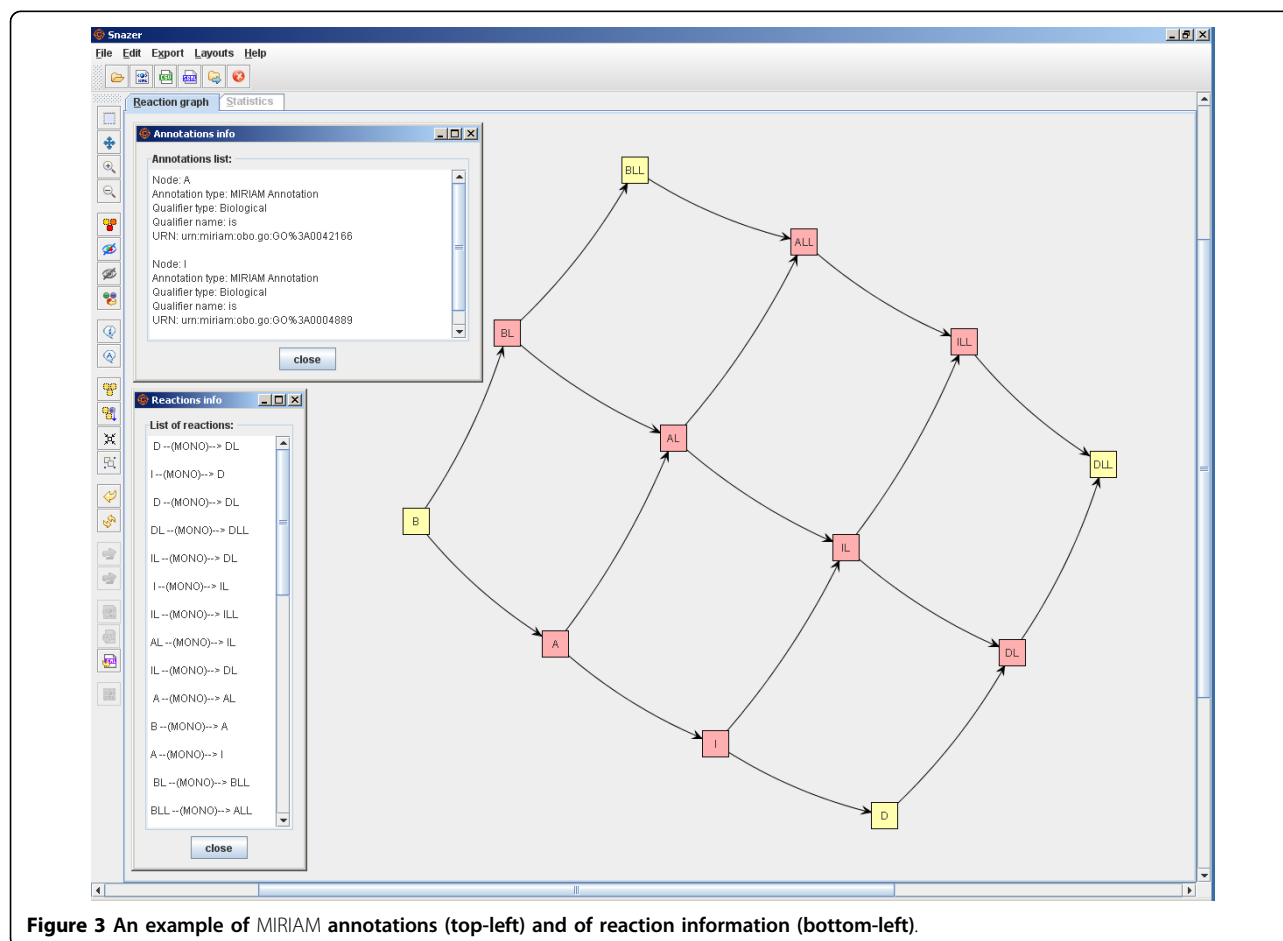 Snazer
File Edit Export Layouts Help
Reaction graph Statistics
Annotations info
Annotations list:
Node: A
Annotation type: MIRIAM Annotation
Qualifier type: Biological
Qualifier name: is
URN: urn:miriam:obo.go:GO%3A0042166
Node: I
Annotation type: MIRIAM Annotation
Qualifier type: Biological
Qualifier name: is
URN: urn:miriam:obo.go:GO%3A0004889
close
Reactions info
List of reactions:
D --(MONO)--> DL
I --(MONO)--> D
D --(MONO)--> DL
DL --(MONO)--> DLL
IL --(MONO)--> DL
I --(MONO)--> IL
IL --(MONO)--> ILL
AL --(MONO)--> IL
IL --(MONO)--> DL
A --(MONO)--> AL
B --(MONO)--> A
A --(MONO)--> I
BL --(MONO)--> BLL
BLL --(MONO)--> ALL
close
BLL
ALL
BL
ILL
AL
DLL
B
IL
A
DL
I
D
Figure 3 An example of MIRIAM annotations (top-left) and of reaction information (bottom-left).